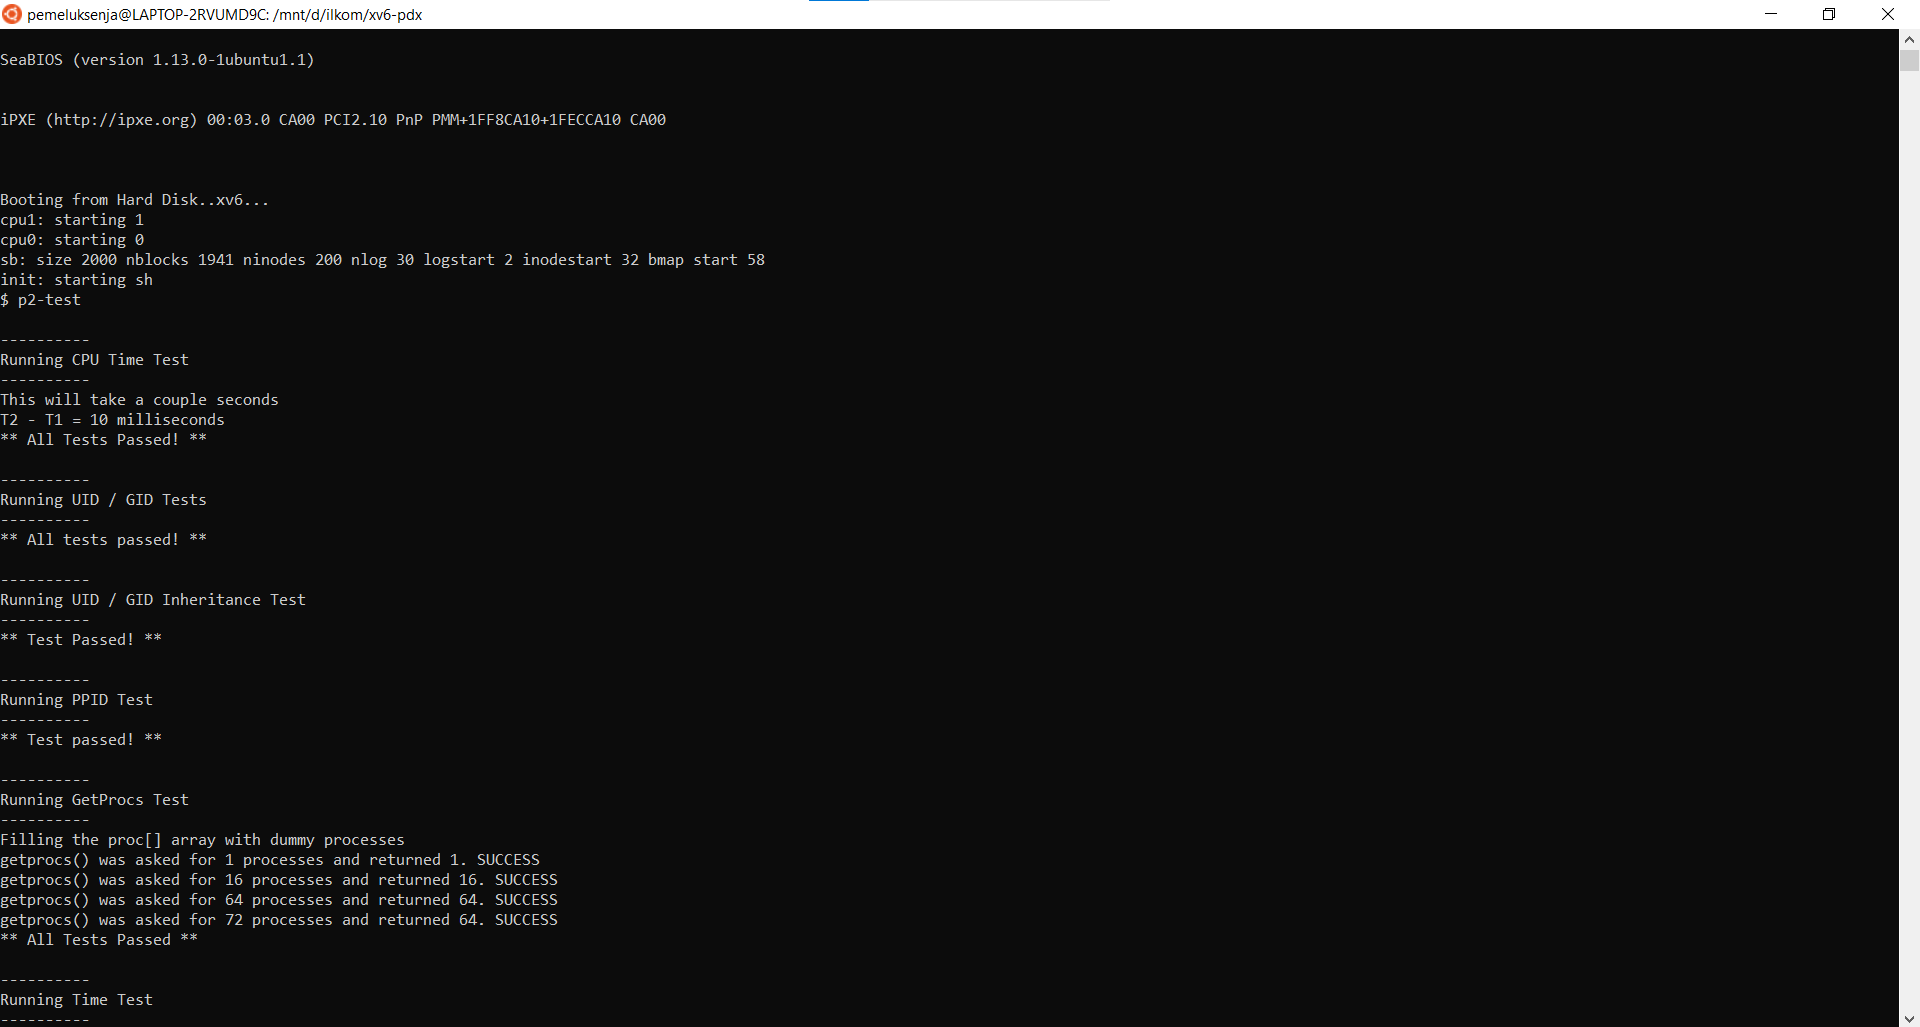 pemeluksenja@LAPTOP-2RVUMD9C: /mnt/d/ilkom/xv6-pdx
SeaBIOS (version 1.13.0-1ubuntu1.1)
iPXE (http://ipxe.org) 00:03.0 CA00 PCI2.10 PnP PMM+1FF8CA10+1FECCA10 CA00
Booting from Hard Disk..xv6...
cpu1: starting 1
cpu0: starting 0
sb: size 2000 nblocks 1941 ninodes 200 nlog 30 logstart 2 inodestart 32 bmap start 58
init: starting sh
$ p2-test
----------
Running CPU Time Test
----------
This will take a couple seconds
T2 - T1 = 10 milliseconds
** All Tests Passed! **
----------
Running UID / GID Tests
----------
** All tests passed! **
----------
Running UID / GID Inheritance Test
----------
** Test Passed! **
----------
Running PPID Test
----------
** Test passed! **
----------
Running GetProcs Test
----------
Filling the proc[] array with dummy processes
getprocs() was asked for 1 processes and returned 1. SUCCESS
getprocs() was asked for 16 processes and returned 16. SUCCESS
getprocs() was asked for 64 processes and returned 64. SUCCESS
getprocs() was asked for 72 processes and returned 64. SUCCESS
** All Tests Passed **
----------
Running Time Test
----------